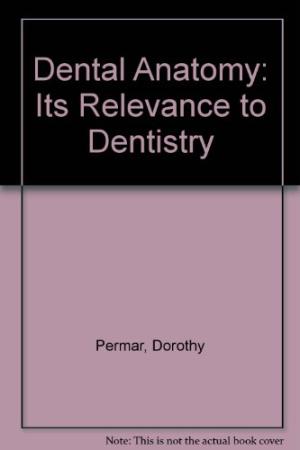 Dental Anatomy:
Its Relevance to
Dentistry
Permar, Dorothy
Note: This is not the actual book cover